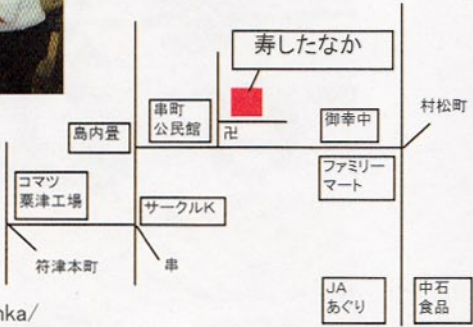 寿したなか
串町
公民館
卍
御幸中
村松町
島内畳
ファミリー
マート
コマツ
粟津工場
サークルK
符津本町
串
JA
あぐり
中石
食品
nka/